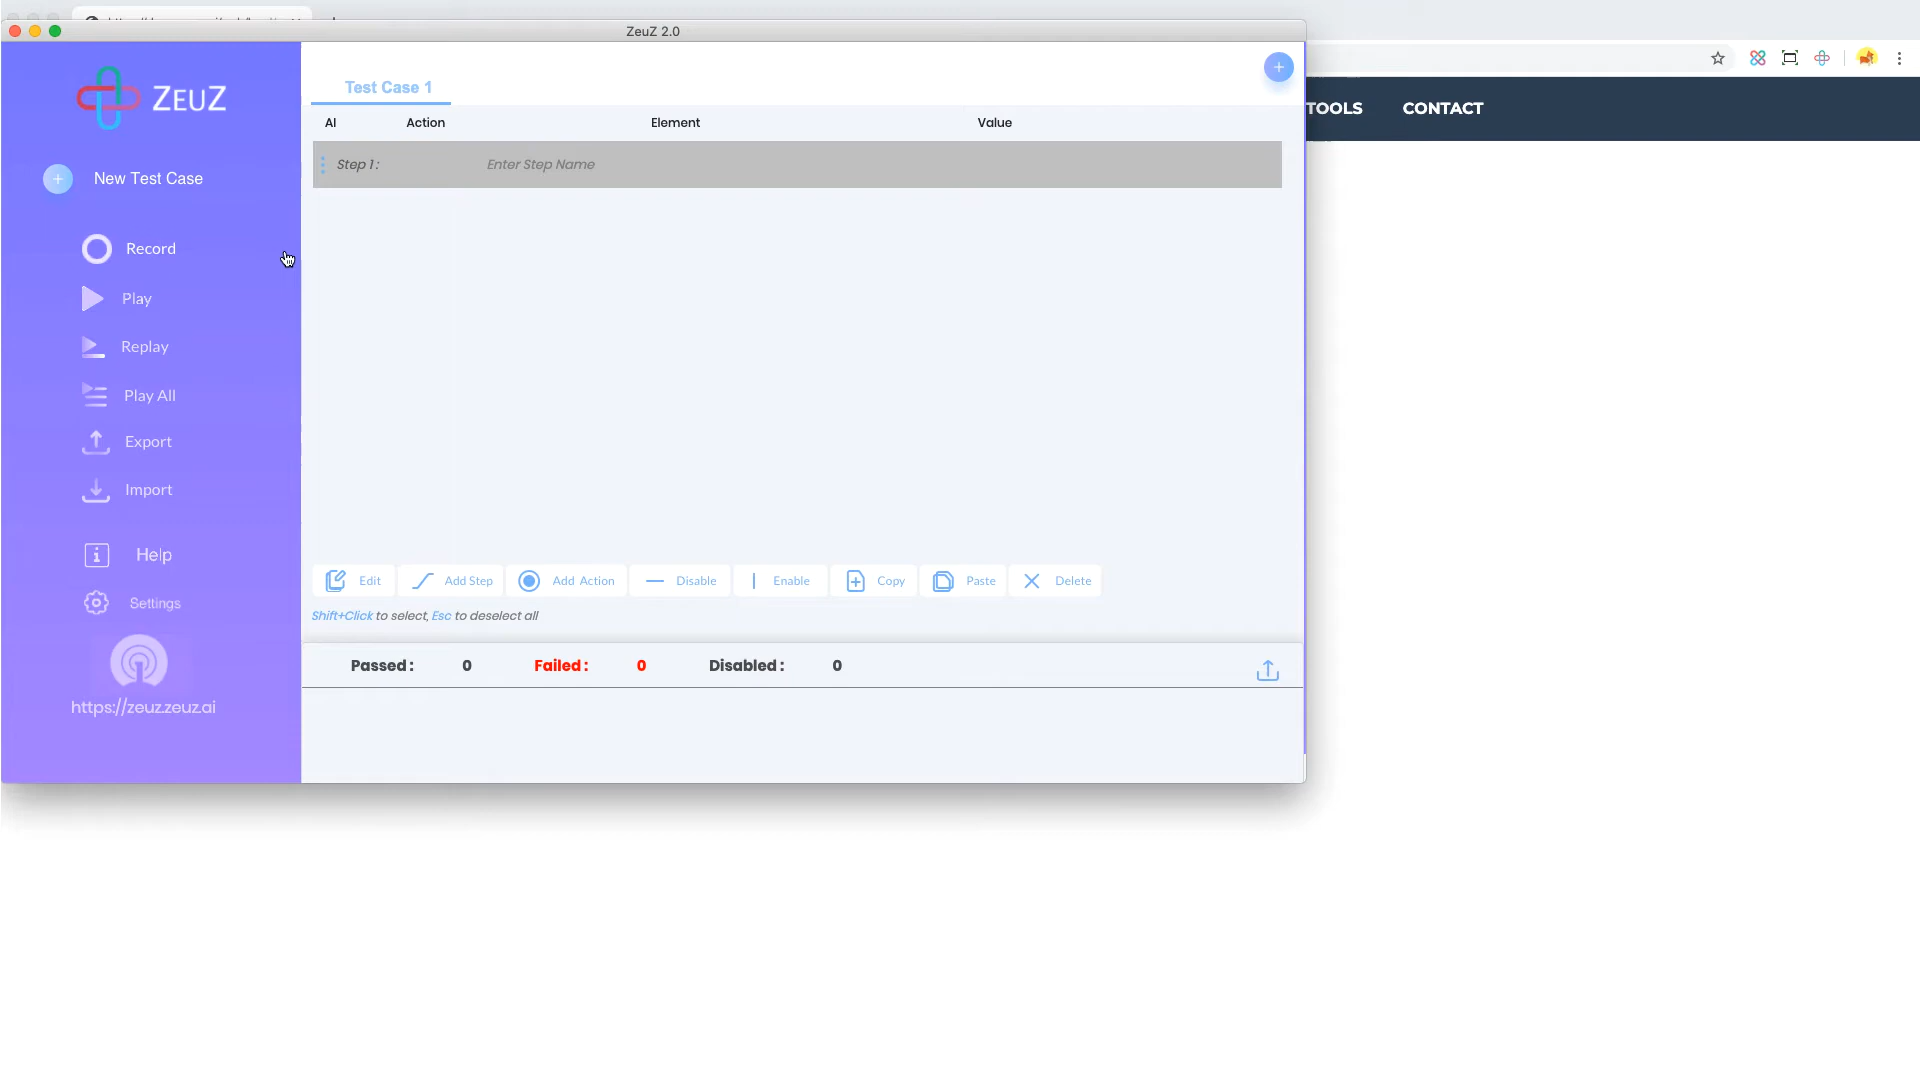 ZeuZ 2.0
ZEUZ
New Test Case
Record
Play
Replay
Play All
Export
Import
Help
Settings
https://zeuz.zeuz.ai
Test Case 1
AI Action Element Value
Step 1 : Enter Step Name
Edit Add Step Add Action Disable Enable Copy Paste Delete
Shift+Click to select, Esc to deselect all
Passed : 0 Failed : 0 Disabled : 0
TOOLS CONTACT